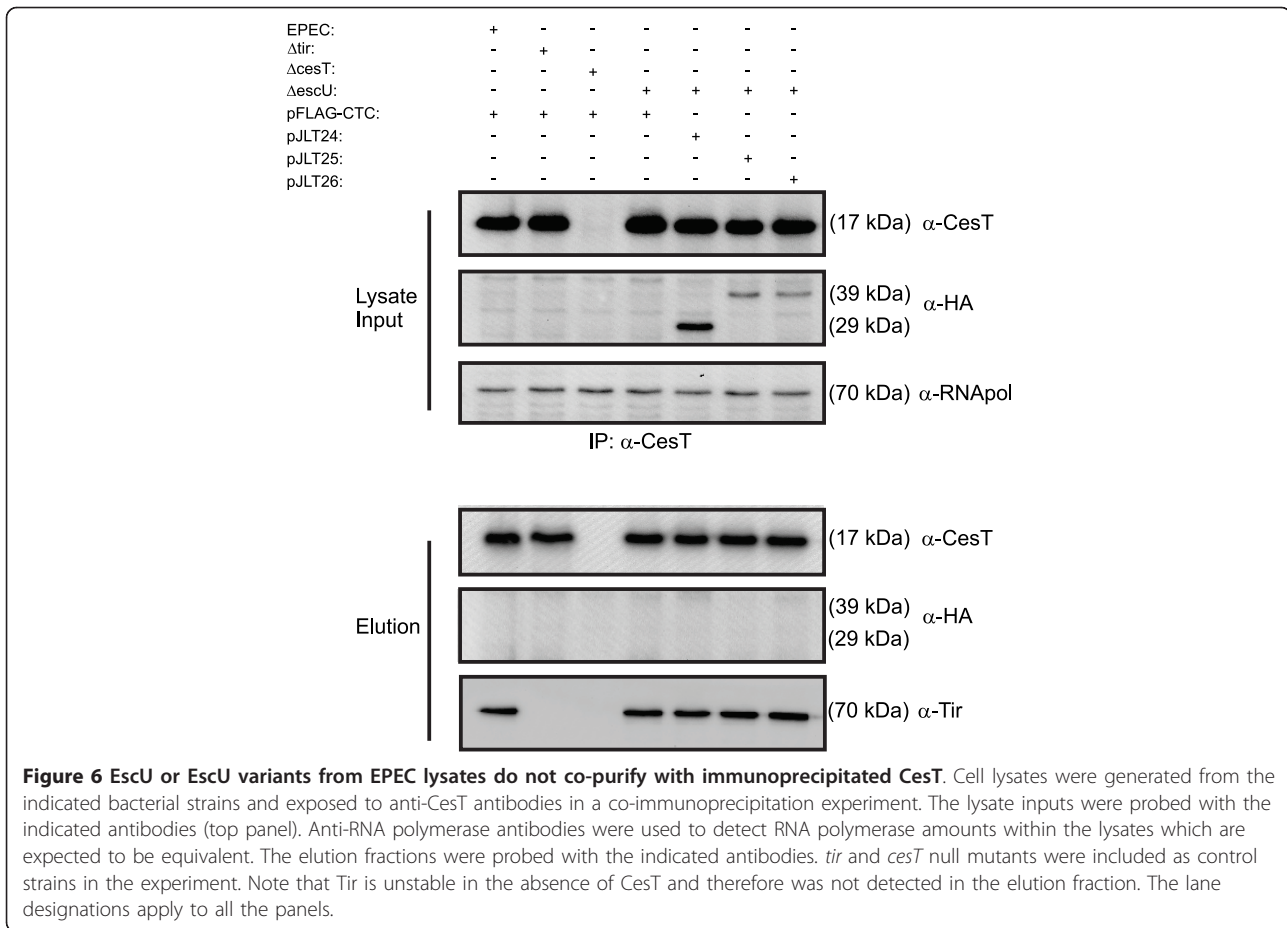 EPEC: + - - - - - -
Δtir: - + - - - - -
ΔcesT: - - + - - - -
ΔescU: - - - + + + +
pFLAG-CTC: + + + + - - -
pJLT24: - - - - + - -
pJLT25: - - - - - + -
pJLT26: - - - - - - +
(17 kDa) α-CesT
Lysate
Input
(39 kDa) α-HA
(29 kDa)
(70 kDa) α-RNApol
IP: α-CesT
(17 kDa) α-CesT
Elution
(39 kDa) α-HA
(29 kDa)
(70 kDa) α-Tir
Figure 6 EscU or EscU variants from EPEC lysates do not co-purify with immunoprecipitated CesT. Cell lysates were generated from the
indicated bacterial strains and exposed to anti-CesT antibodies in a co-immunoprecipitation experiment. The lysate inputs were probed with the
indicated antibodies (top panel). Anti-RNA polymerase antibodies were used to detect RNA polymerase amounts within the lysates which are
expected to be equivalent. The elution fractions were probed with the indicated antibodies. tir and cesT null mutants were included as control
strains in the experiment. Note that Tir is unstable in the absence of CesT and therefore was not detected in the elution fraction. The lane
designations apply to all the panels.